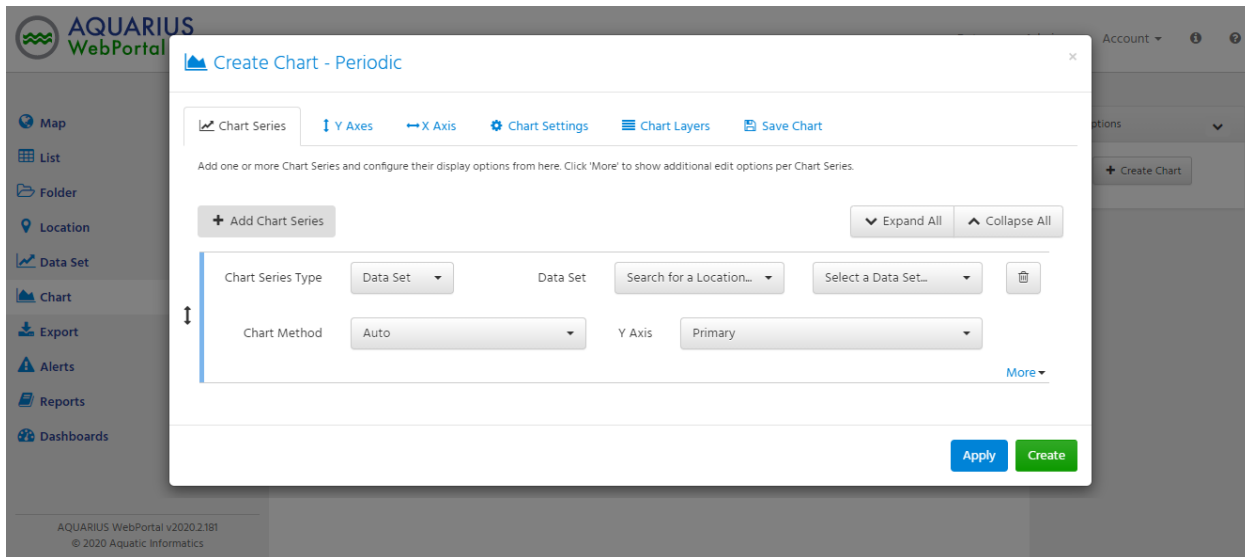 AQUARIUS
WebPortal
Account
Create Chart - Periodic
×
Map
List
Folder
Location
Data Set
Chart
Export
Alerts
Reports
Dashboards
Chart Series
Y Axes
X Axis
Chart Settings
Chart Layers
Save Chart
ptions
Add one or more Chart Series and configure their display options from here. Click 'More' to show additional edit options per Chart Series.
+ Create Chart
+ Add Chart Series
Expand All
Collapse All
Chart Series Type
Data Set
Data Set
Search for a Location...
Select a Data Set...
Chart Method
Auto
Y Axis
Primary
More
Apply
Create
AQUARIUS WebPortal v2020.2.181
© 2020 Aquatic Informatics